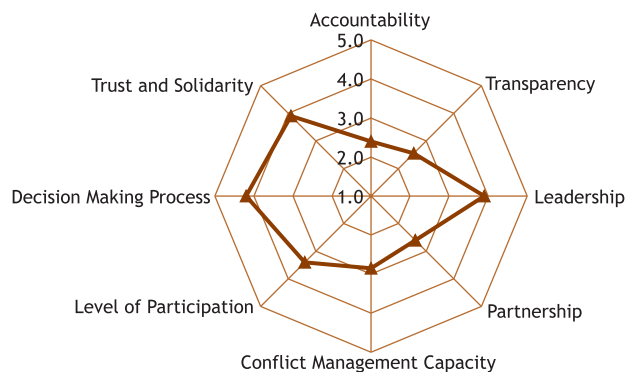 Accountability
5.0
Trust and Solidarity
4.0
Transparency
3.0
2.0
Decision Making Process
1.0
Leadership
Level of Participation
Partnership
Conflict Management Capacity